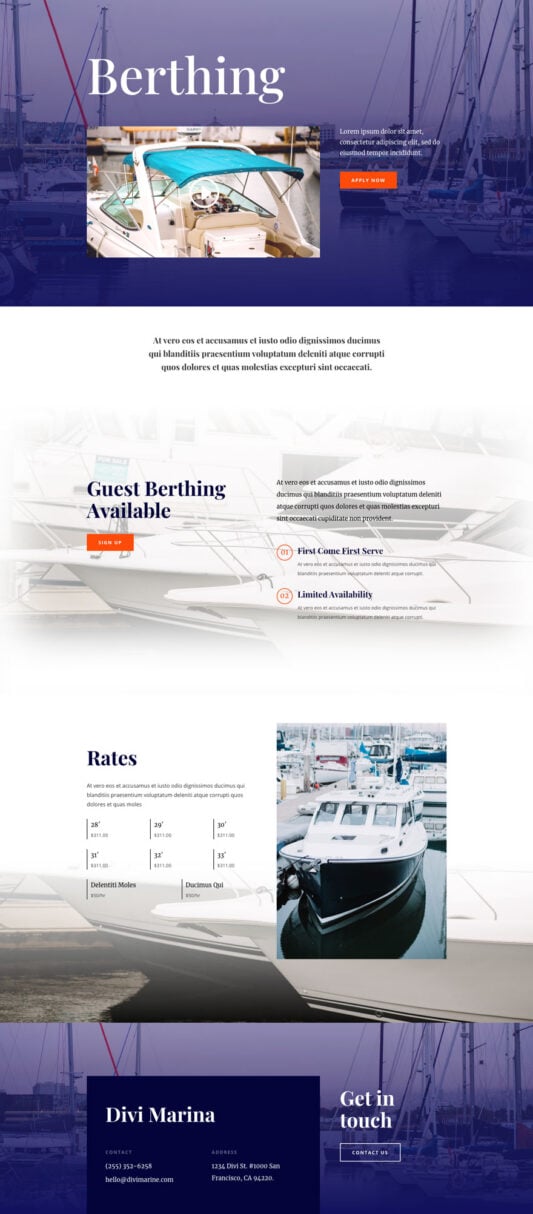 Berthing
Lorem ipsum dolor sit amet,
consectetur adipiscing elit, sed do
eiusmod tempor incididunt.
APPLY NOW
At vero eos et accusamus et iusto odio dignissimos ducimus
qui blanditiis praesentium voluptatum deleniti atque corrupti
quos dolores et quas molestias excepturi sint occaecati.
FOR SALE
Guest Berthing
Available
SIGN UP
At vero eos et accusamus et iusto odio dignissimos
ducimus qui blanditiis praesentium voluptatum deleniti
atque corrupti quos dolores et quas molestias excepturi
sint occaecati cupiditate non provident.
01
First Come First Serve
At vero eos et accusamus et iusto odio dignissimos ducimus qui
blanditiis praesentium voluptatum deleniti atque corrupti.
02
Limited Availability
At vero eos et accusamus et iusto odio dignissimos ducimus qui
blanditiis praesentium voluptatum deleniti atque corrupti.
Rates
At vero eos et accusamus et iusto odio dignissimos ducimus qui
blanditiis praesentium voluptatum deleniti atque corrupti quos
dolores et quas moles
28' 29' 30'
$311.00 $311.00 $311.00
31' 32' 33'
$311.00 $311.00 $311.00
Delentiti Moles Ducimus Qui
$50/hr $50/hr
Divi Marina
CONTACT
(255) 352-6258
hello@divimarine.com
ADDRESS
1234 Divi St. #1000 San
Francisco, CA 94220.
Get in
touch
CONTACT US